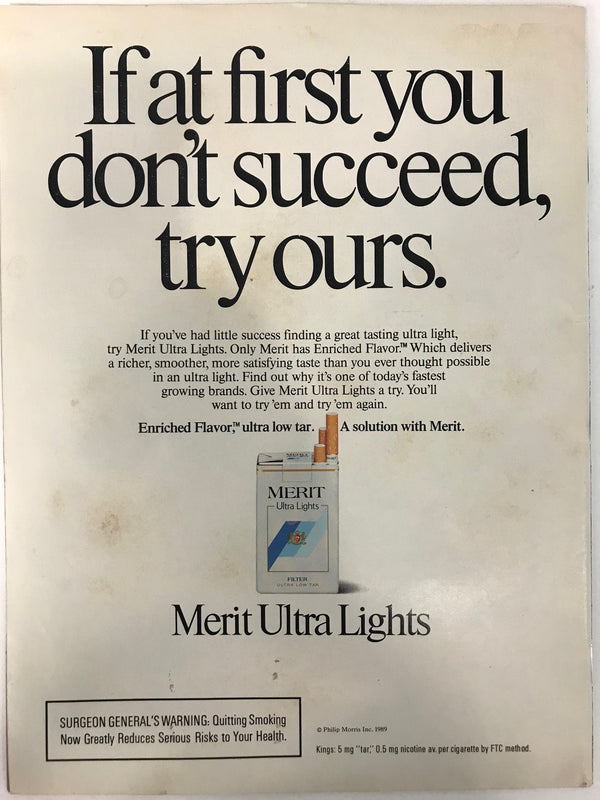 If at first you
don't succeed,
try ours.
If you've had little success finding a great tasting ultra light,
try Merit Ultra Lights. Only Merit has Enriched Flavor.™ Which delivers
a richer, smoother, more satisfying taste than you ever thought possible
in an ultra light. Find out why it's one of today's fastest
growing brands. Give Merit Ultra Lights a try. You'll
want to try 'em and try 'em again.
Enriched Flavor,™ ultra low tar. A solution with Merit.
MERIT
Ultra Lights
FILTER
ULTRA LOW TAR
Merit Ultra Lights
SURGEON GENERAL'S WARNING: Quitting Smoking
Now Greatly Reduces Serious Risks to Your Health.
© Philip Morris Inc. 1989
Kings: 5 mg "tar," 0.5 mg nicotine av. per cigarette by FTC method.